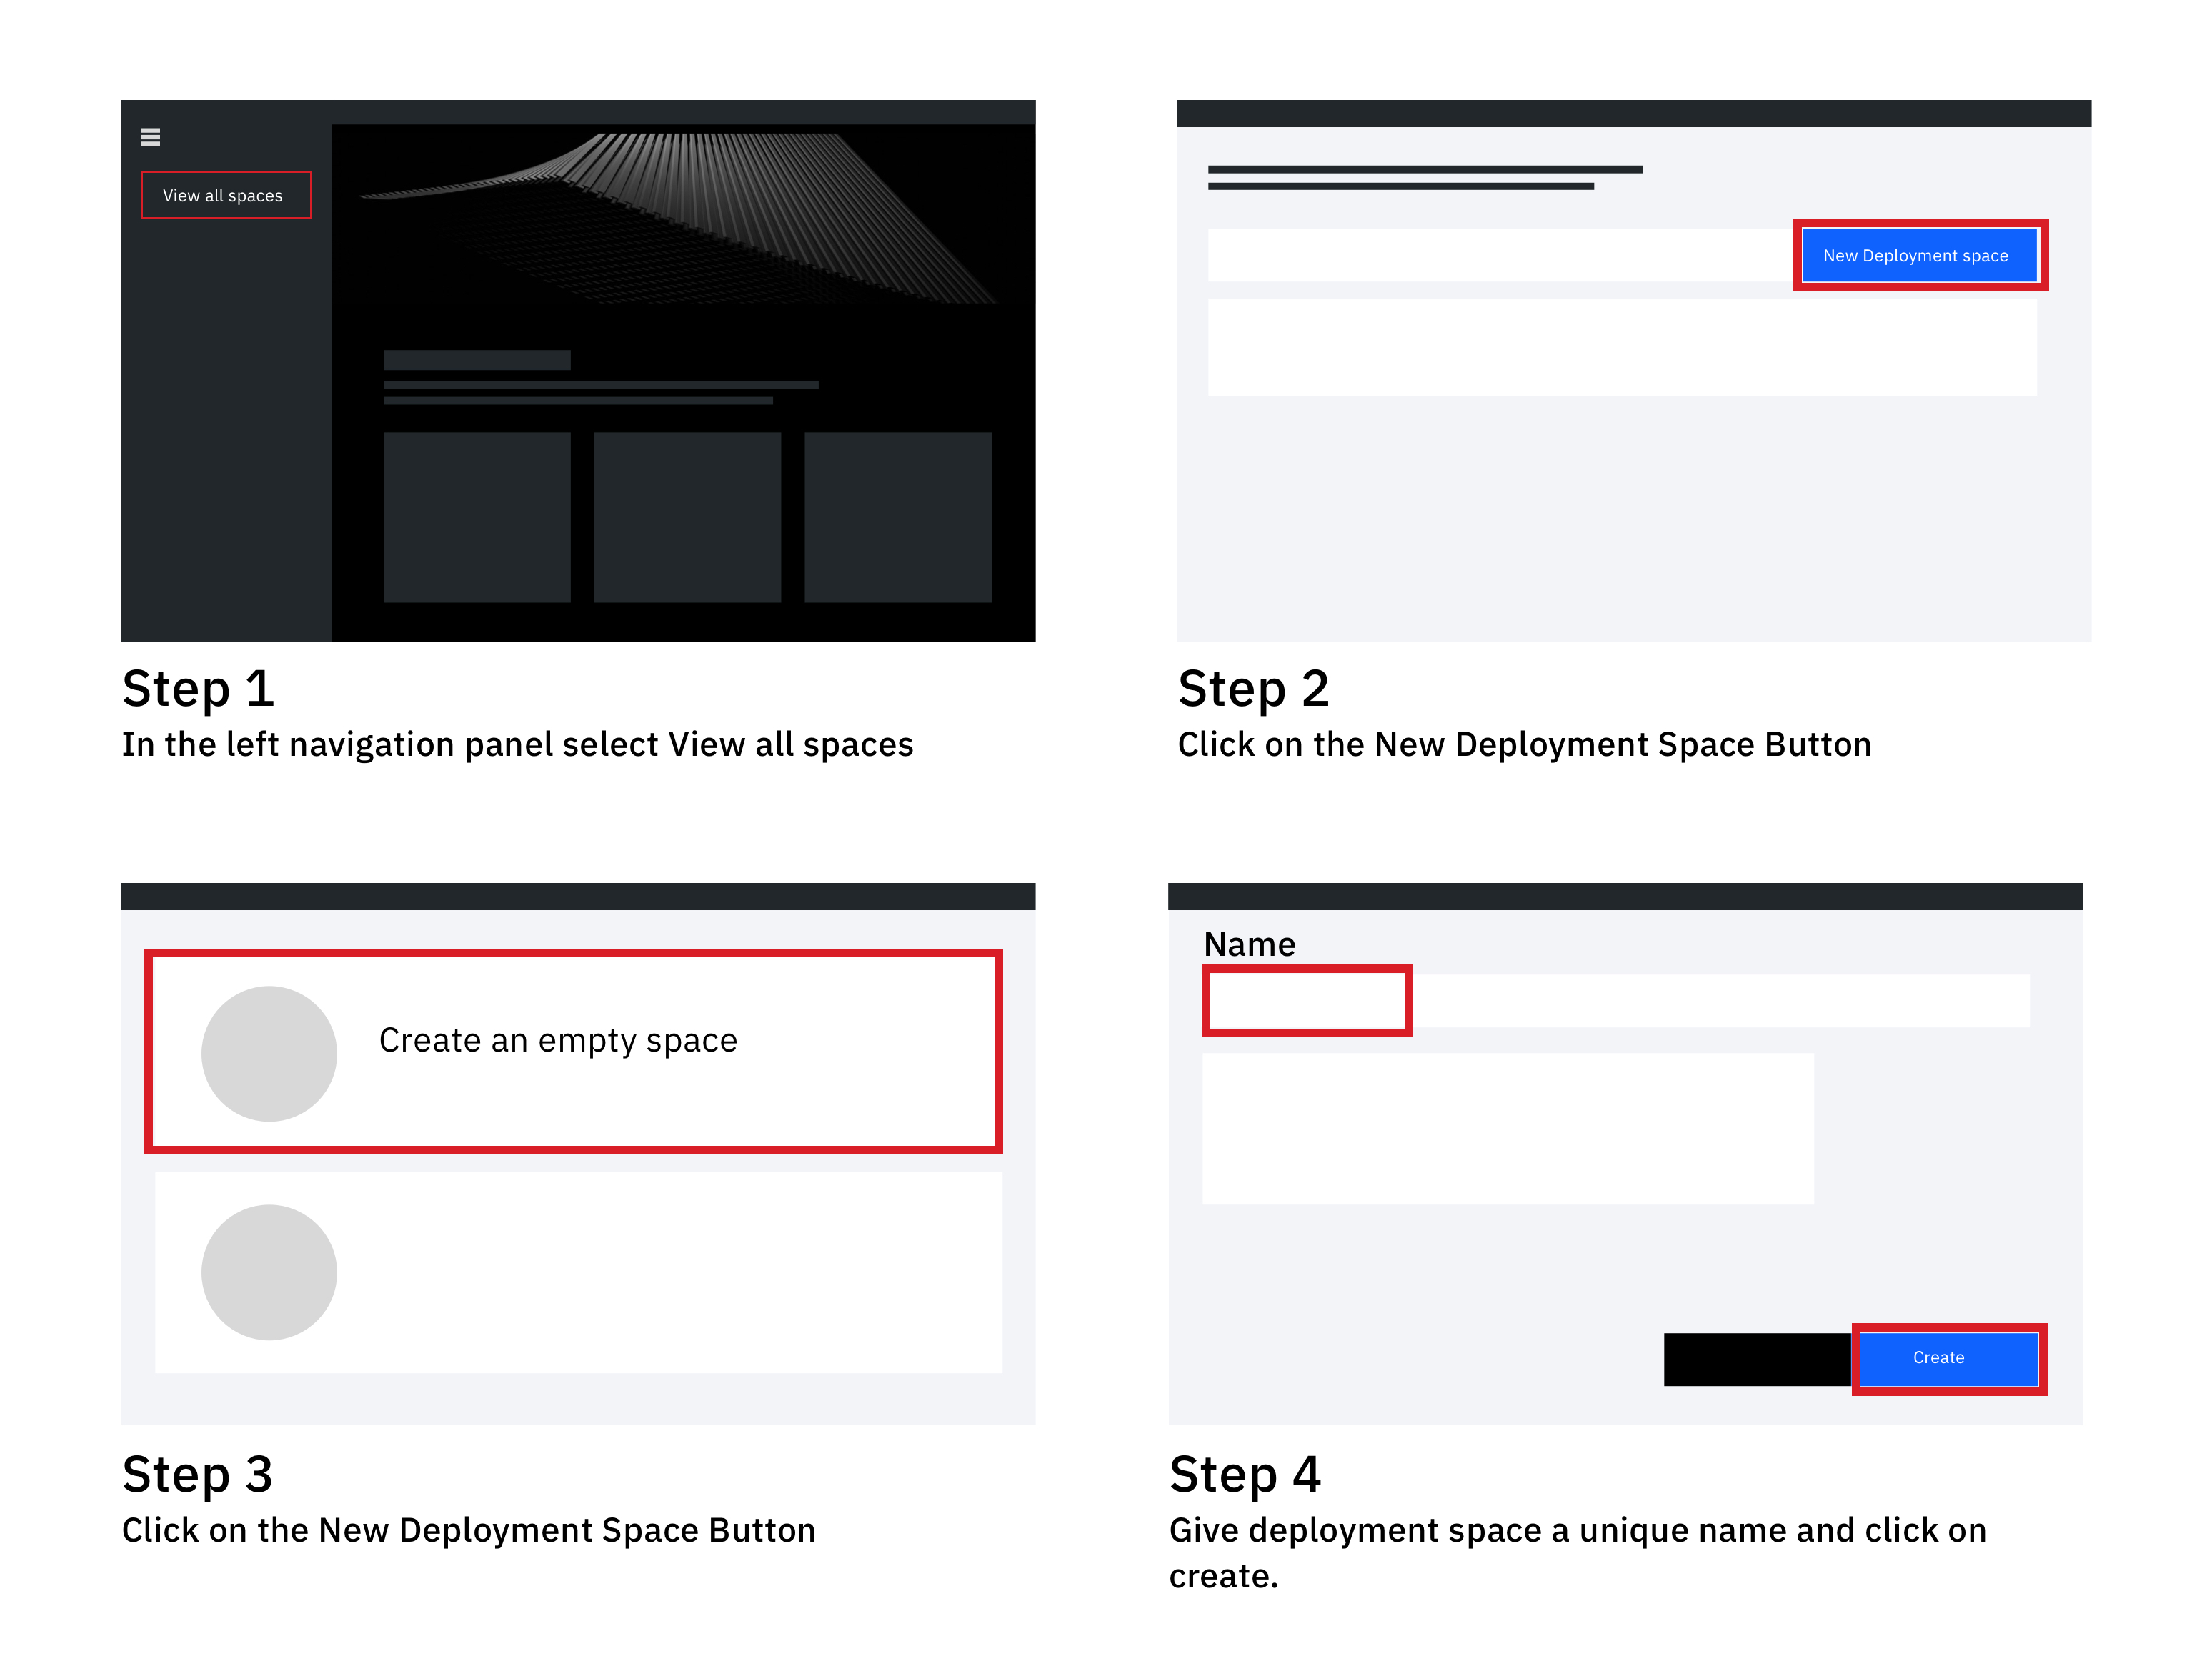 View all spaces
New Deployment space
Step 1
In the left navigation panel select View all spaces
Step 2
Click on the New Deployment Space Button
Create an empty space
Name
Create
Step 3
Click on the New Deployment Space Button
Step 4
Give deployment space a unique name and click on
create.